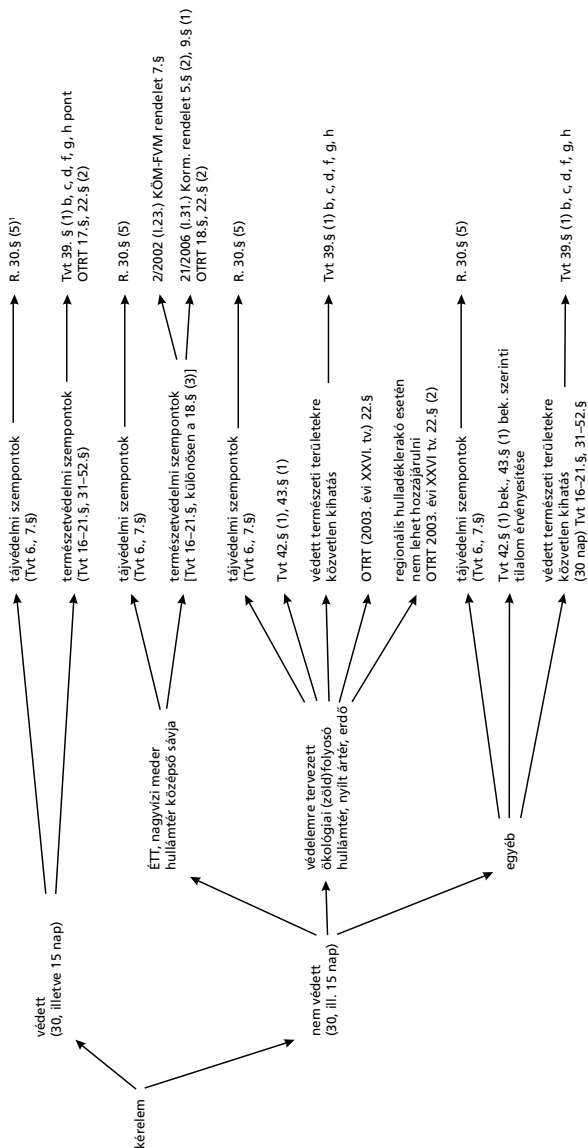 kérelem
védett
(30, illetve 15 nap)
nem védett
(30, ill. 15 nap)
ÉTT, nagyvízi meder
hullámtér középső sávja
védelemre tervezett
ökológiai (zöld)folyosó
hullámtér, nyílt ártér, erdő
egyéb
tájvédelmi szempontok
(Tvt 6., 7.§)
természetvédelmi szempontok
(Tvt 16–21.§, 31–52.§)
tájvédelmi szempontok
(Tvt 6., 7.§)
természetvédelmi szempontok
[Tvt 16–21.§, különösen a 18.§ (3)]
tájvédelmi szempontok
(Tvt 6., 7.§)
Tvt 42.§ (1), 43.§ (1)
védett természeti területekre
közvetlen kihatás
OTRT (2003. évi XXVI. tv.) 22.§
regionális hulladéklerakó esetén
nem lehet hozzájárulni
OTRT 2003. évi XXVI tv. 22.§ (2)
tájvédelmi szempontok
(Tvt 6., 7.§)
Tvt 42.§ (1) bek., 43.§ (1) bek. szerinti
tilalom érvényesítése
védett természeti területekre
közvetlen kihatás
(30 nap) Tvt 16–21.§, 31–52.§
R. 30.§ (5)¹
Tvt 39. § (1) b, c, d, f, g, h pont
OTRT 17.§, 22.§ (2)
R. 30.§ (5)
2/2002 (I.23.) KÖM-FVM rendelet 7.§
21/2006 (I.31.) Korm. rendelet 5.§ (2), 9.§ (1)
OTRT 18.§, 22.§ (2)
R. 30.§ (5)
Tvt 39.§ (1) b, c, d, f, g, h
R. 30.§ (5)
Tvt 39.§ (1) b, c, d, f, g, h